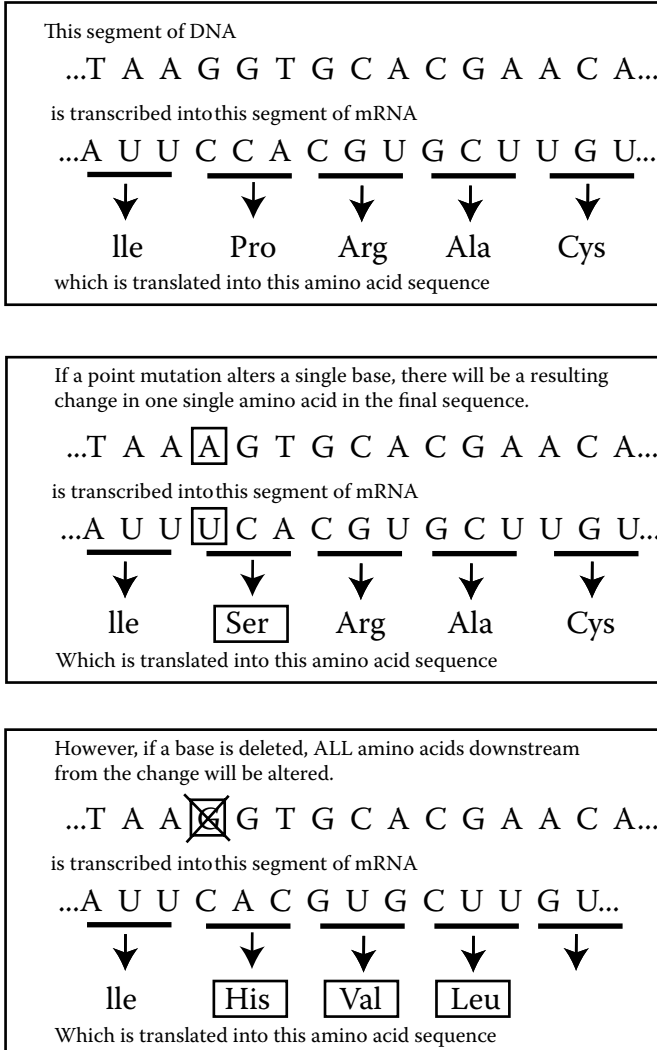 This segment of DNA
...T A A G G T G C A C G A A C A...
is transcribed into this segment of mRNA
...A U U C C A C G U G C U U G U...
lle Pro Arg Ala Cys
which is translated into this amino acid sequence
If a point mutation alters a single base, there will be a resulting
change in one single amino acid in the final sequence.
...T A A A G T G C A C G A A C A...
is transcribed into this segment of mRNA
...A U U U C A C G U G C U U G U...
lle Ser Arg Ala Cys
Which is translated into this amino acid sequence
However, if a base is deleted, ALL amino acids downstream
from the change will be altered.
...T A A G G T G C A C G A A C A...
is transcribed into this segment of mRNA
...A U U C A C G U G C U U G U...
lle His Val Leu
Which is translated into this amino acid sequence